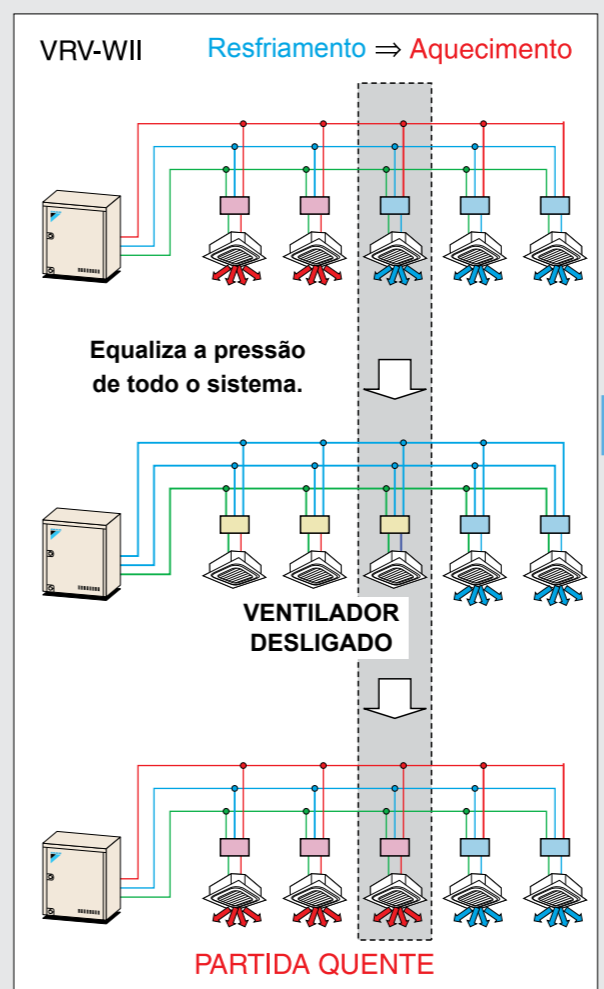 VRV-WII
Resfriamento ⇒ Aquecimento
Equaliza a pressão
de todo o sistema.
VENTILADOR
DESLIGADO
PARTIDA QUENTE